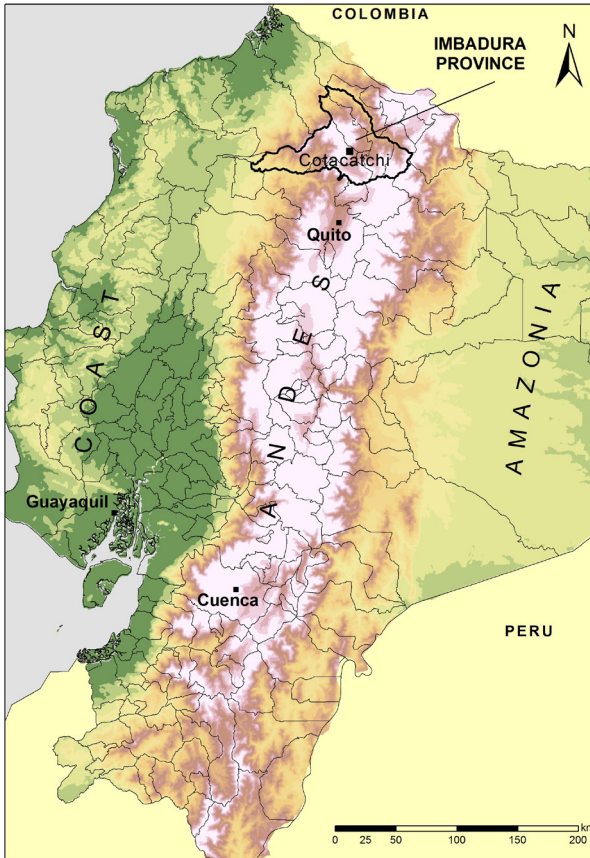 COLOMBIA
IMBADURA
PROVINCE
N
Cotacatchi
Quito
COAST
ANDES
AMAZONIA
Guayaquil
Cuenca
PERU
km
0 25 50 100 150 200